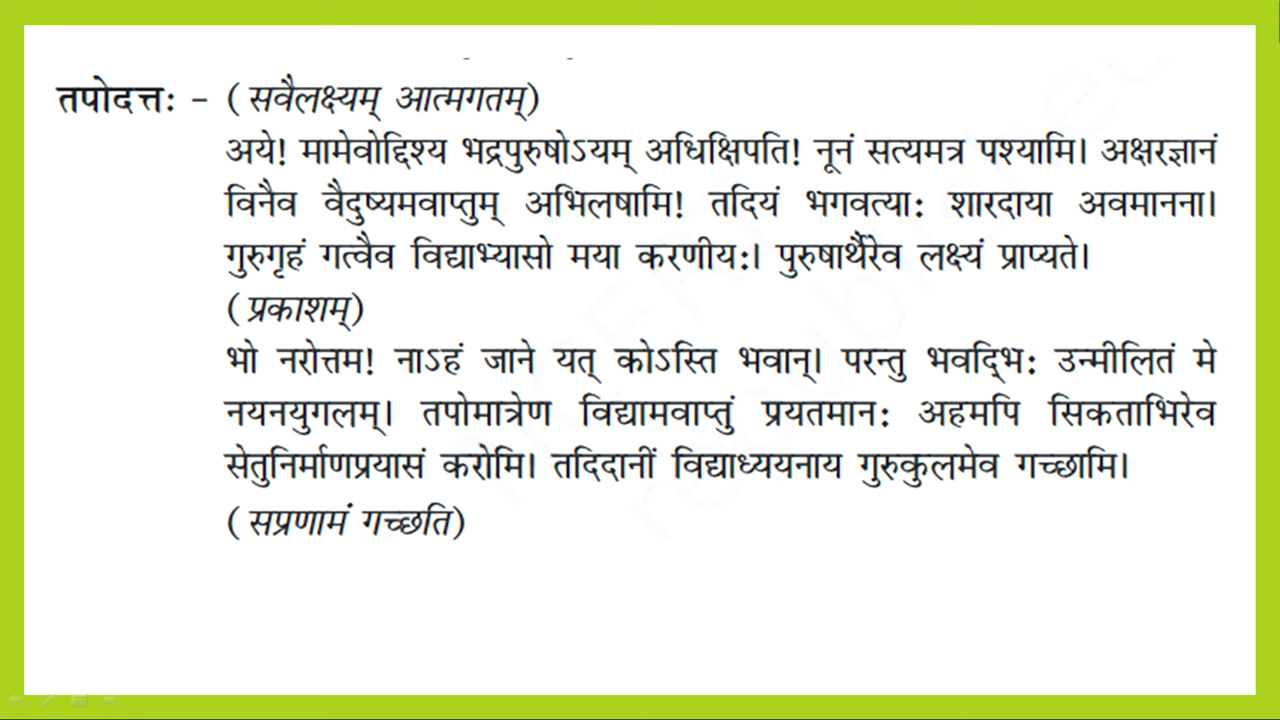 तपोदत्तः – (सवैलक्ष्यम् आत्मगतम्)
अये! मामेवोद्दिश्य भद्रपुरुषोऽयम् अधिक्षिपति! नूनं सत्यमत्र पश्यामि। अक्षरज्ञानं
विनैव वैदुष्यमवाप्तुम् अभिलषामि! तदियं भगवत्याः शारदाया अवमानना।
गुरुगृहं गत्वैव विद्याभ्यासो मया करणीयः। पुरुषार्थैरेव लक्ष्यं प्राप्यते।
(प्रकाशम्)
भो नरोत्तम! नाऽहं जाने यत् कोऽस्ति भवान्। परन्तु भवद्भिः उन्मीलितं मे
नयनयुगलम्। तपोमात्रेण विद्यामवाप्तुं प्रयतमानः अहमपि सिकताभिरेव
सेतुनिर्माणप्रयासं करोमि। तदिदानीं विद्याध्ययनाय गुरुकुलमेव गच्छामि।
(सप्रणामं गच्छति)